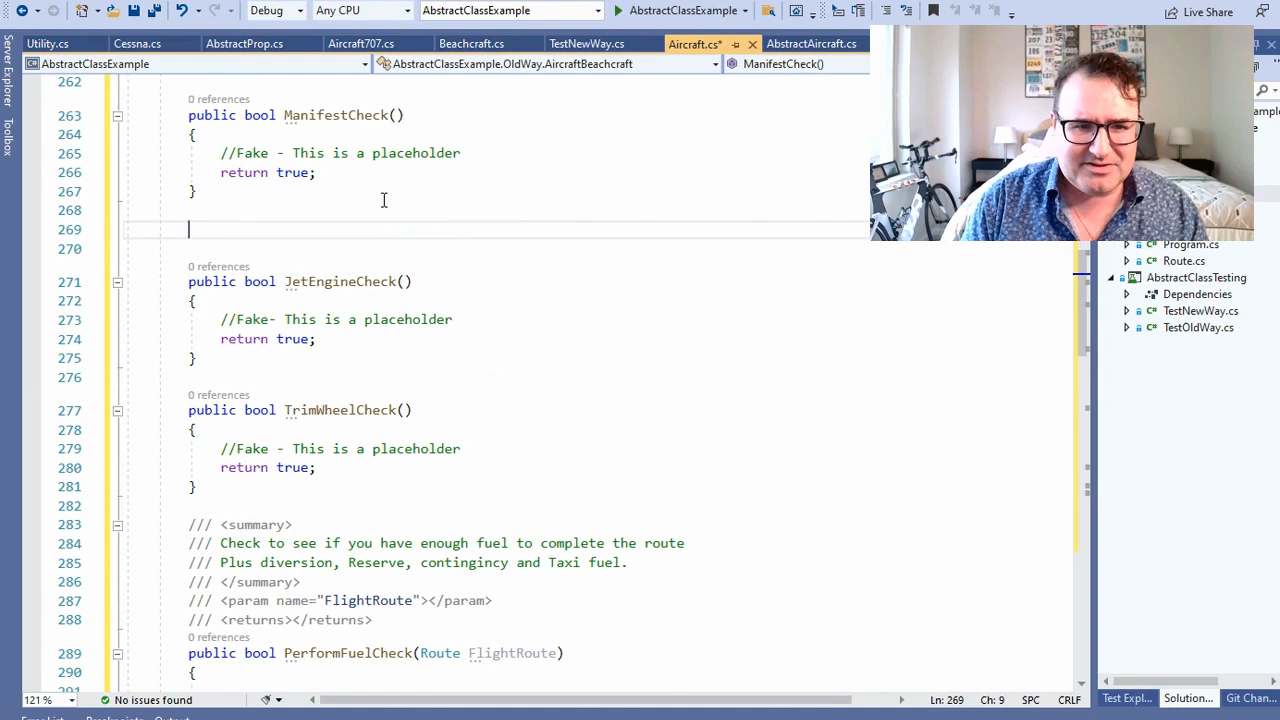 Debug Any CPU AbstractClassExample AbstractClassExample Live Share
Server Explorer
Toolbox
Utility.cs Cessna.cs AbstractProp.cs Aircraft707.cs Beachcraft.cs TestNewWay.cs Aircraft.cs* AbstractAircraft.cs
AbstractClassExample AbstractClassExample.OldWay.AircraftBeachcraft ManifestCheck()
262
0 references
263 public bool ManifestCheck()
264 {
265 //Fake - This is a placeholder
266 return true;
267 }
268
269
270
0 references
271 public bool JetEngineCheck()
272 {
273 //Fake- This is a placeholder
274 return true;
275 }
276
0 references
277 public bool TrimWheelCheck()
278 {
279 //Fake - This is a placeholder
280 return true;
281 }
282
283 /// <summary>
284 /// Check to see if you have enough fuel to complete the route
285 /// Plus diversion, Reserve, contingency and Taxi fuel.
286 /// </summary>
287 /// <param name="FlightRoute"></param>
288 /// <returns></returns>
0 references
289 public bool PerformFuelCheck(Route FlightRoute)
290 {
Program.cs
Route.cs
AbstractClassTesting
Dependencies
TestNewWay.cs
TestOldWay.cs
121 % No issues found Ln: 269 Ch: 9 SPC CRLF
Test Expl... Solution... Git Chan...